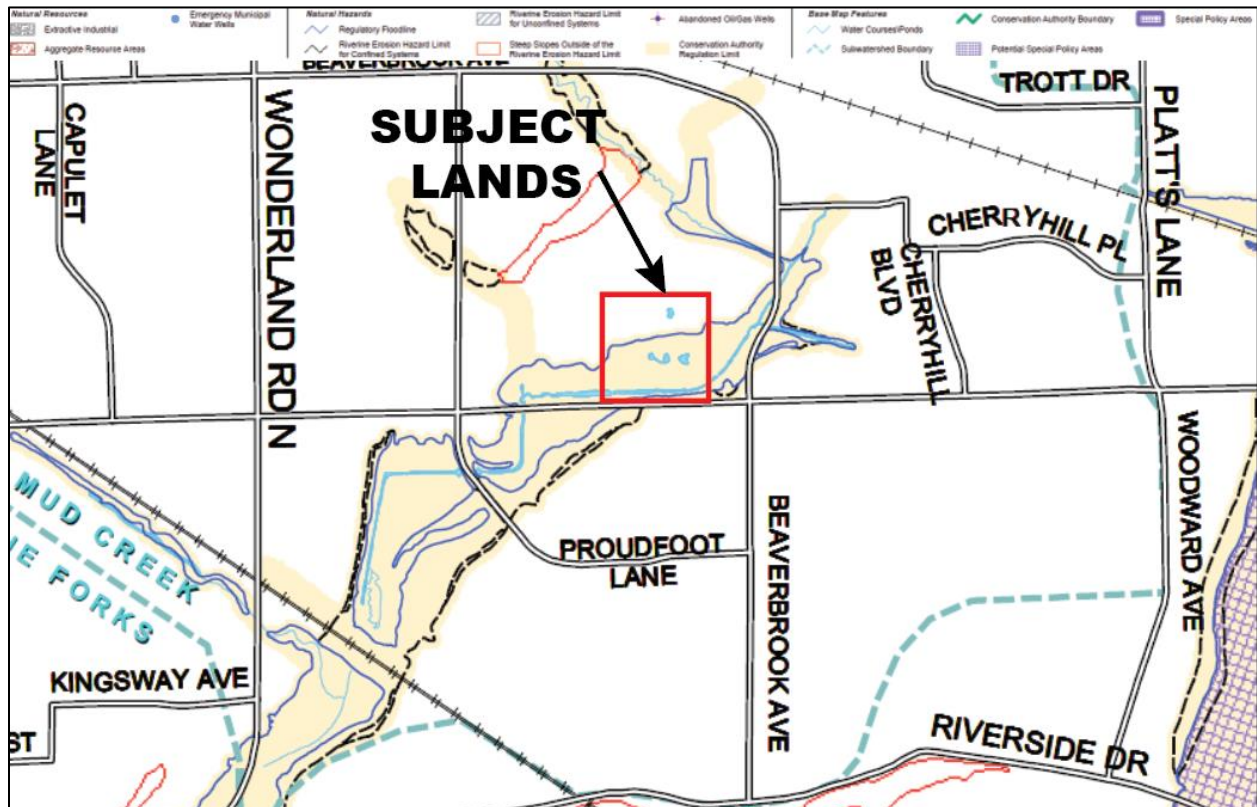 Natural Resources
Extractive Industrial
Aggregate Resourse Areas
Emergency Municipal
Water Wells
Natural Hazards
Regulatory Floodline
Riverine Erosion Hazard Limit
for Confined Systems
Riverine Erosion Hazard Limit
for Unconfined Systems
Steep Slopes Outside of the
Riverine Erosion Hazard Limit
Abandoned Oil/Gas Wells
Conservation Authority
Regulation Limit
Base Map Features
Water Courses/Ponds
Subwatershed Boundary
Conservation Authority Boundary
Potential Special Policy Areas
Special Policy Areas
BEAVERBROOK AVE
TROTT DR
CAPULET
LANE
WONDERLAND RD N
SUBJECT
LANDS
PLATT'S LANE
CHERRYHILL PL
CHERRYHILL
BLVD
MUD CREEK
NE FORKS
PROUDFOOT
LANE
BEAVERBROOK AVE
WOODWARD AVE
KINGSWAY AVE
ST
RIVERSIDE DR